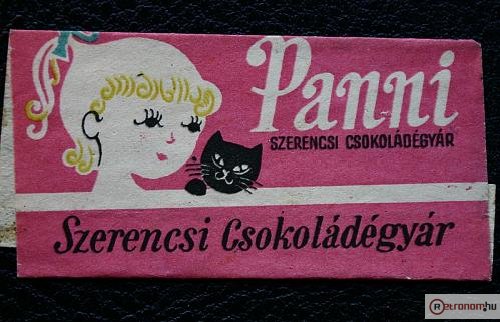 Panni
SZERENCSI CSOKOLÁDÉGYÁR
Szerencsi Csokoládégyár
Retronom.hu